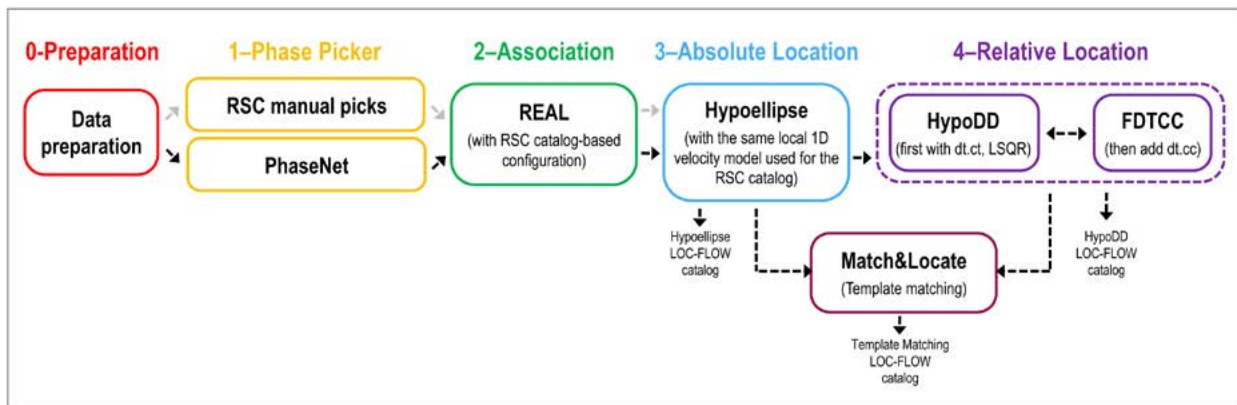 0-Preparation
1–Phase Picker
2–Association
3–Absolute Location
4–Relative Location
Data
preparation
RSC manual picks
PhaseNet
REAL
(with RSC catalog-based
configuration)
Hypoellipse
(with the same local 1D
velocity model used for the
RSC catalog)
HypoDD
(first with dt.ct, LSQR)
FDTCC
(then add dt.cc)
Hypoellipse
LOC-FLOW
catalog
Match&Locate
(Template matching)
HypoDD
LOC-FLOW
catalog
Template Matching
LOC-FLOW
catalog